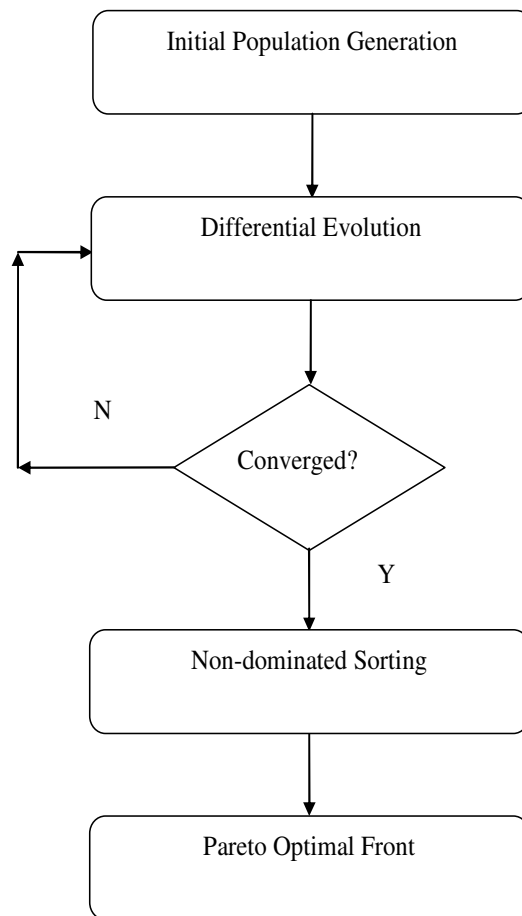 Initial Population Generation
Differential Evolution
N
Converged?
Y
Non-dominated Sorting
Pareto Optimal Front